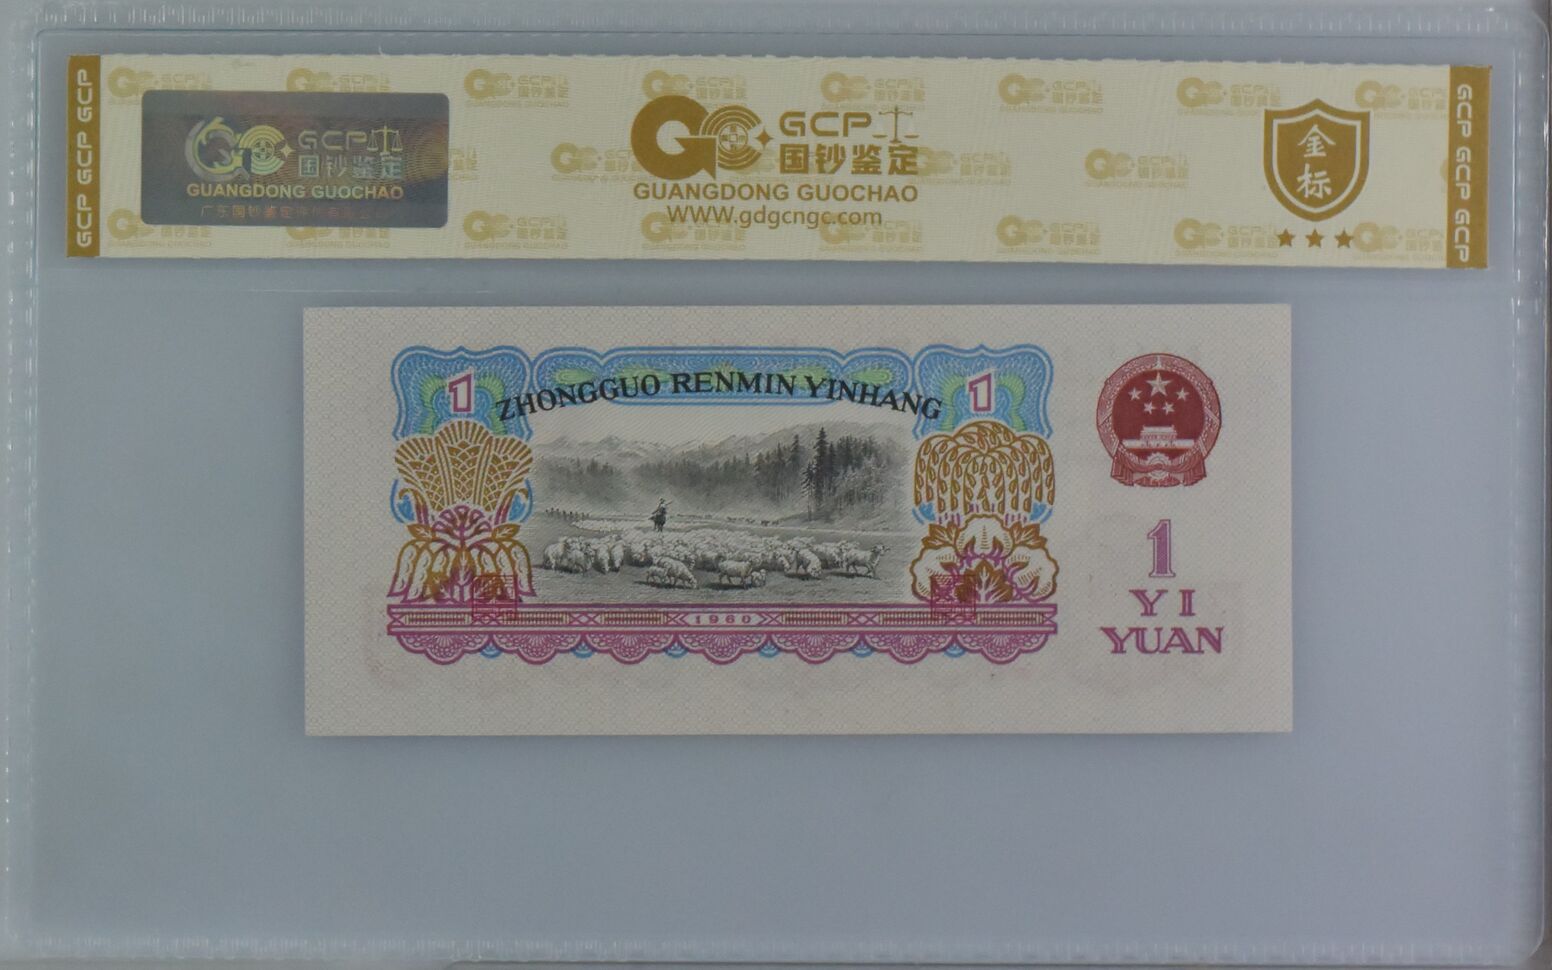 GCP GCP GCP
GCP
国钞鉴定
GUANGDONG GUOCHAO
GCP
国钞鉴定
GUANGDONG GUOCHAO
WWW.gdgcngc.com
金标
GCP GCP GCP
1
ZHONGGUO RENMIN YINHANG
1
1960
1
YI
YUAN